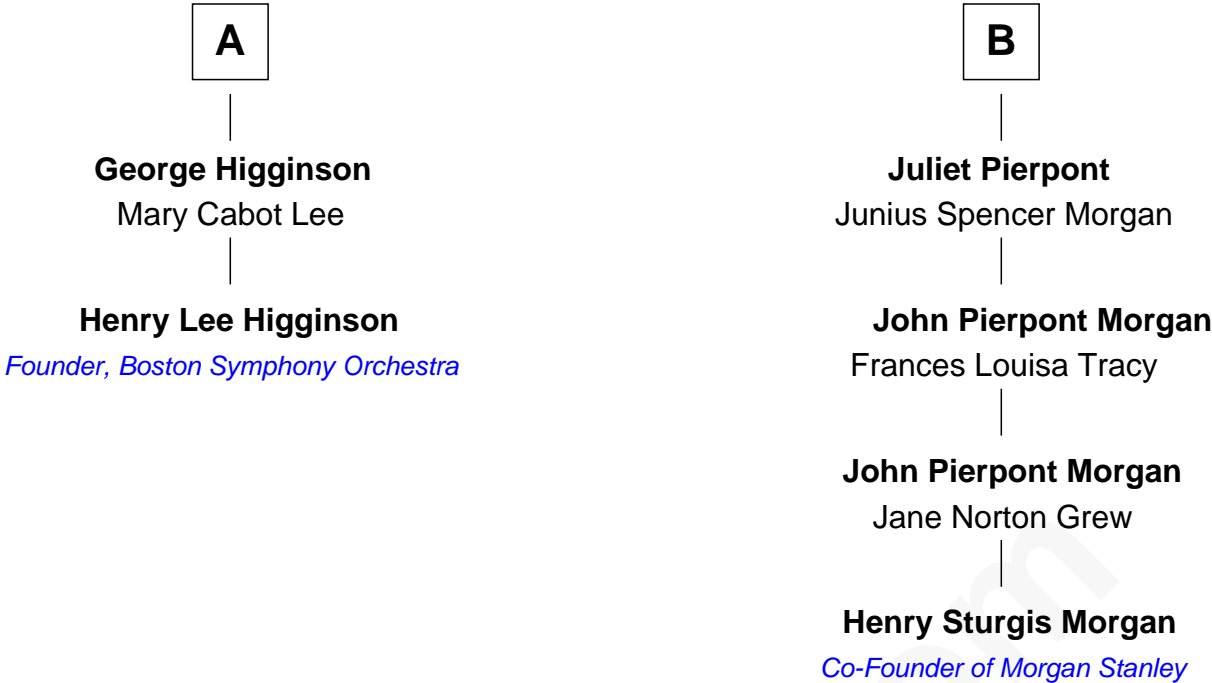 A
George Higginson
Mary Cabot Lee
Henry Lee Higginson
Founder, Boston Symphony Orchestra
B
Juliet Pierpont
Junius Spencer Morgan
John Pierpont Morgan
Frances Louisa Tracy
John Pierpont Morgan
Jane Norton Grew
Henry Sturgis Morgan
Co-Founder of Morgan Stanley